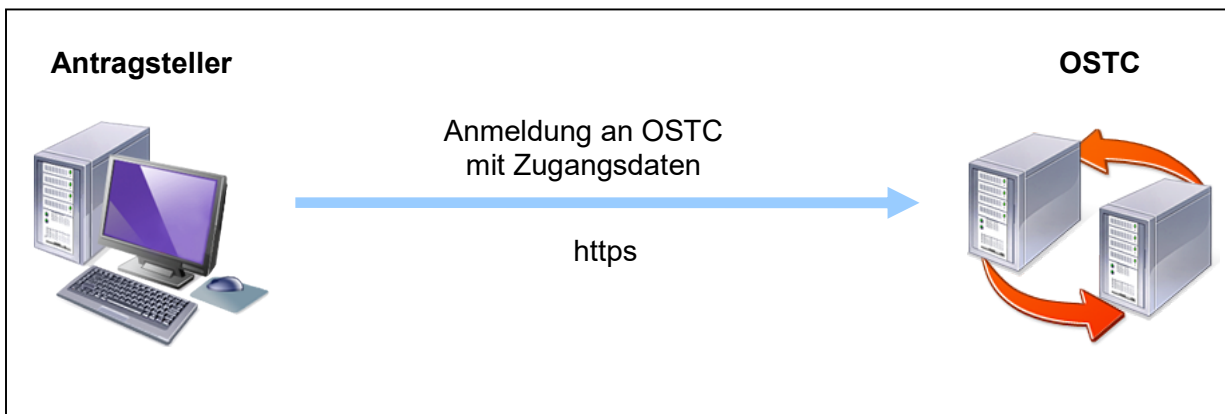 Antragsteller
OSTC
Anmeldung an OSTC
mit Zugangsdaten
https